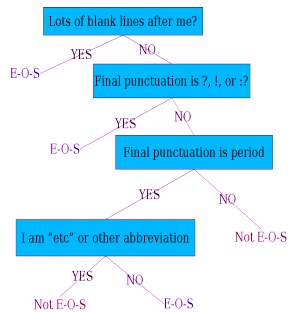 Lots of blank lines after me?
YES
NO
E-O-S
Final punctuation is ?, !, or :?
YES
NO
E-O-S
Final punctuation is period
YES
NO
Not E-O-S
I am “etc” or other abbreviation
YES
NO
Not E-O-S
E-O-S